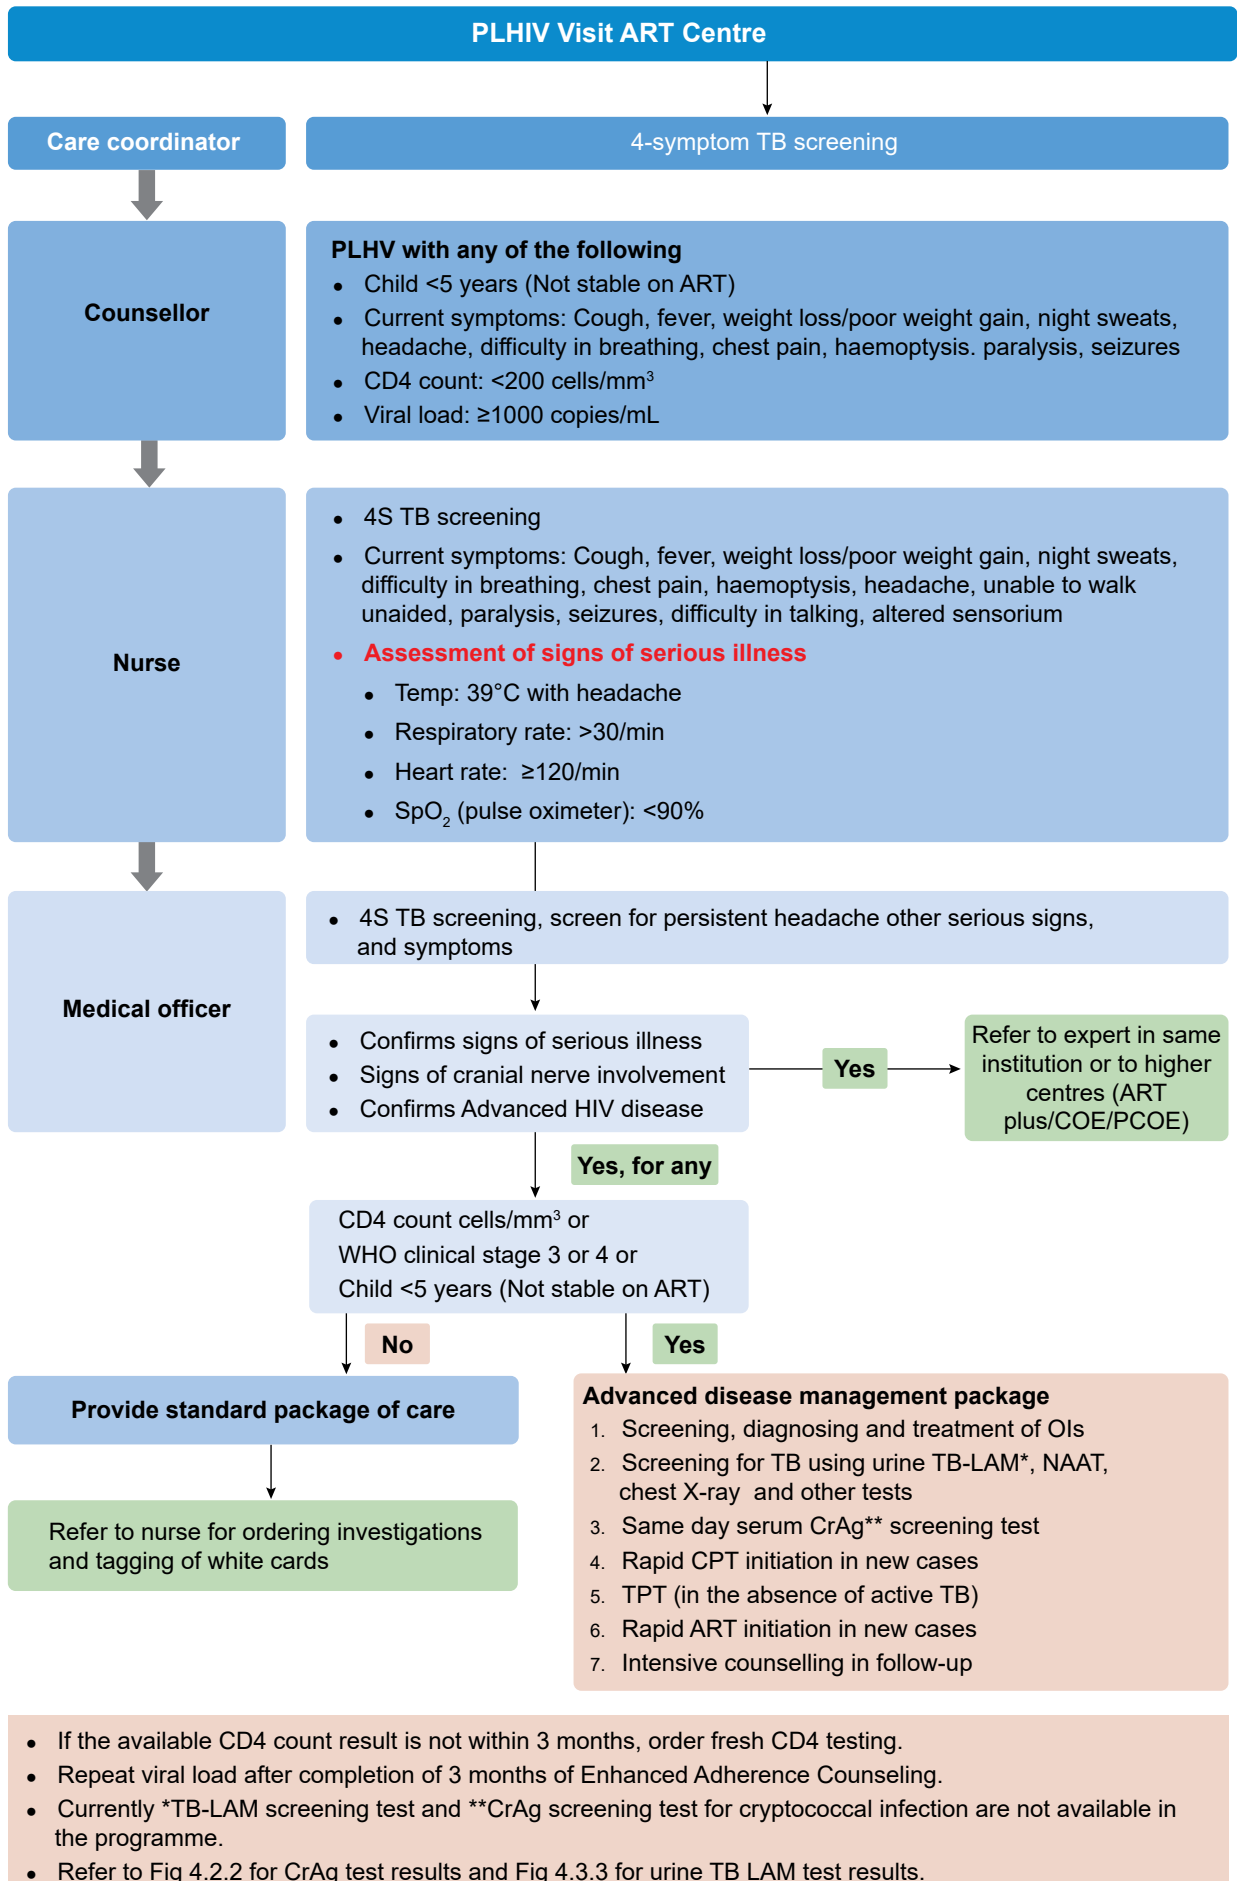 PLHIV Visit ART Centre
Care coordinator
4-symptom TB screening
Counsellor
PLHV with any of the following
• Child <5 years (Not stable on ART)
• Current symptoms: Cough, fever, weight loss/poor weight gain, night sweats,
headache, difficulty in breathing, chest pain, haemoptysis. paralysis, seizures
• CD4 count: <200 cells/mm³
• Viral load: ≥1000 copies/mL
Nurse
• 4S TB screening
• Current symptoms: Cough, fever, weight loss/poor weight gain, night sweats,
difficulty in breathing, chest pain, haemoptysis, headache, unable to walk
unaided, paralysis, seizures, difficulty in talking, altered sensorium
• Assessment of signs of serious illness
• Temp: 39°C with headache
• Respiratory rate: >30/min
• Heart rate: ≥120/min
• SpO₂ (pulse oximeter): <90%
Medical officer
• 4S TB screening, screen for persistent headache other serious signs,
and symptoms
• Confirms signs of serious illness
• Signs of cranial nerve involvement
• Confirms Advanced HIV disease
Yes
Refer to expert in same
institution or to higher
centres (ART
plus/COE/PCOE)
Yes, for any
CD4 count cells/mm³ or
WHO clinical stage 3 or 4 or
Child <5 years (Not stable on ART)
No
Yes
Provide standard package of care
Refer to nurse for ordering investigations
and tagging of white cards
Advanced disease management package
1. Screening, diagnosing and treatment of OIs
2. Screening for TB using urine TB-LAM*, NAAT,
chest X-ray and other tests
3. Same day serum CrAg** screening test
4. Rapid CPT initiation in new cases
5. TPT (in the absence of active TB)
6. Rapid ART initiation in new cases
7. Intensive counselling in follow-up
• If the available CD4 count result is not within 3 months, order fresh CD4 testing.
• Repeat viral load after completion of 3 months of Enhanced Adherence Counseling.
• Currently *TB-LAM screening test and **CrAg screening test for cryptococcal infection are not available in
the programme.
• Refer to Fig 4.2.2 for CrAg test results and Fig 4.3.3 for urine TB LAM test results.